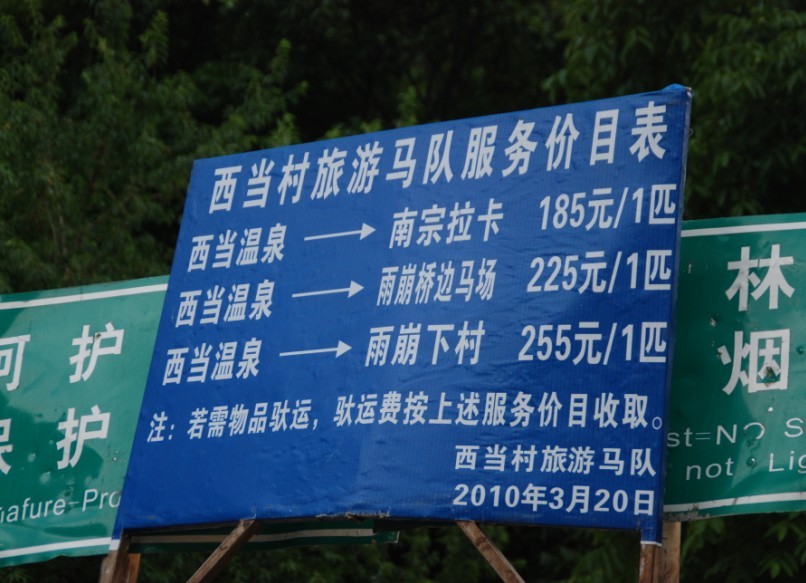 西当村旅游马队服务价目表
西当温泉 → 南宗拉卡 185元/1匹
西当温泉 → 雨崩桥边马场 225元/1匹
西当温泉 → 雨崩下村 255元/1匹
注：若需物品驮运，驮运费按上述服务价目收取。
西当村旅游马队
2010年3月20日
护
护
林
烟
not